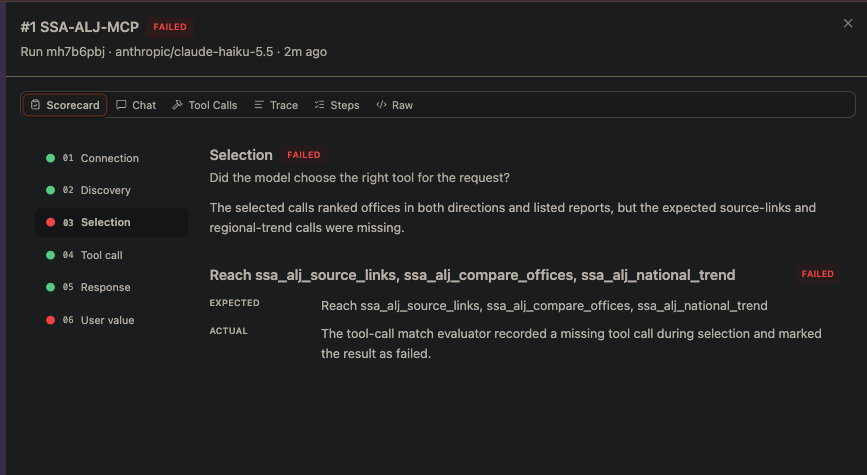 #1 SSA-ALJ-MCP FAILED
Run mh7b6pbj · anthropic/claude-haiku-5.5 · 2m ago
Scorecard Chat Tool Calls Trace Steps Raw
01 Connection
02 Discovery
03 Selection
04 Tool call
05 Response
06 User value
Selection FAILED
Did the model choose the right tool for the request?
The selected calls ranked offices in both directions and listed reports, but the expected source-links and
regional-trend calls were missing.
Reach ssa_alj_source_links, ssa_alj_compare_offices, ssa_alj_national_trend FAILED
EXPECTED Reach ssa_alj_source_links, ssa_alj_compare_offices, ssa_alj_national_trend
ACTUAL The tool-call match evaluator recorded a missing tool call during selection and marked
the result as failed.